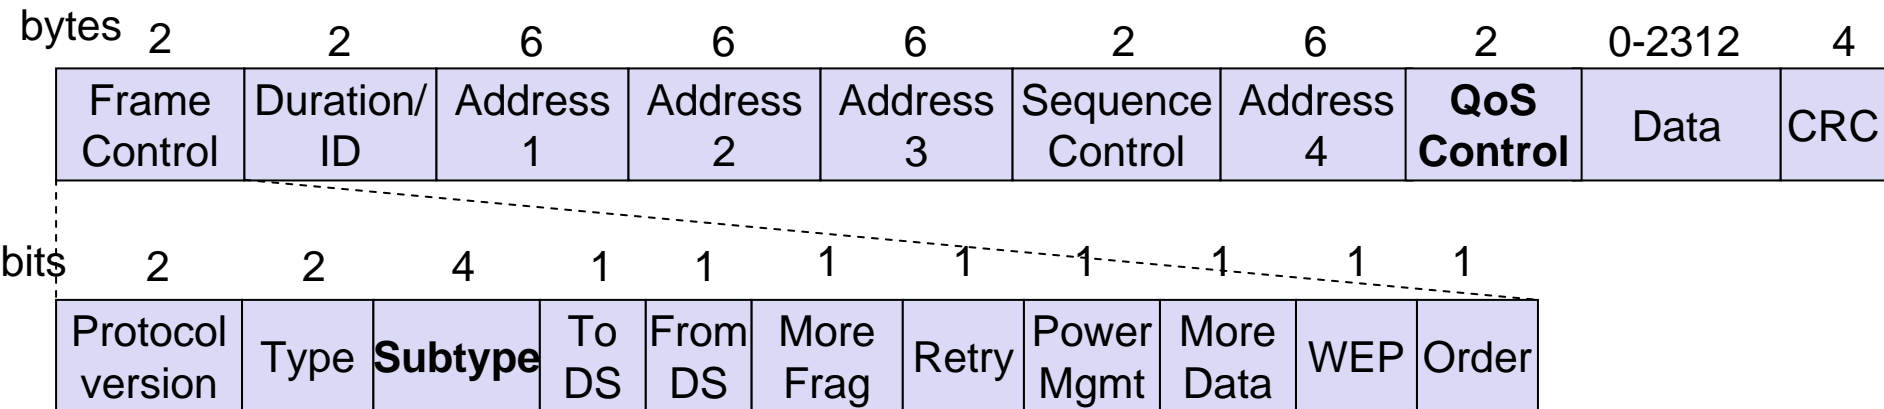 bytes 2 2 6 6 6 2 6 2 0-2312 4
Frame Control Duration/ ID Address 1 Address 2 Address 3 Sequence Control Address 4 QoS Control Data CRC
bits 2 2 4 1 1 1 1 1 1 1 1
Protocol version Type Subtype To DS From DS More Frag Retry Power Mgmt More Data WEP Order